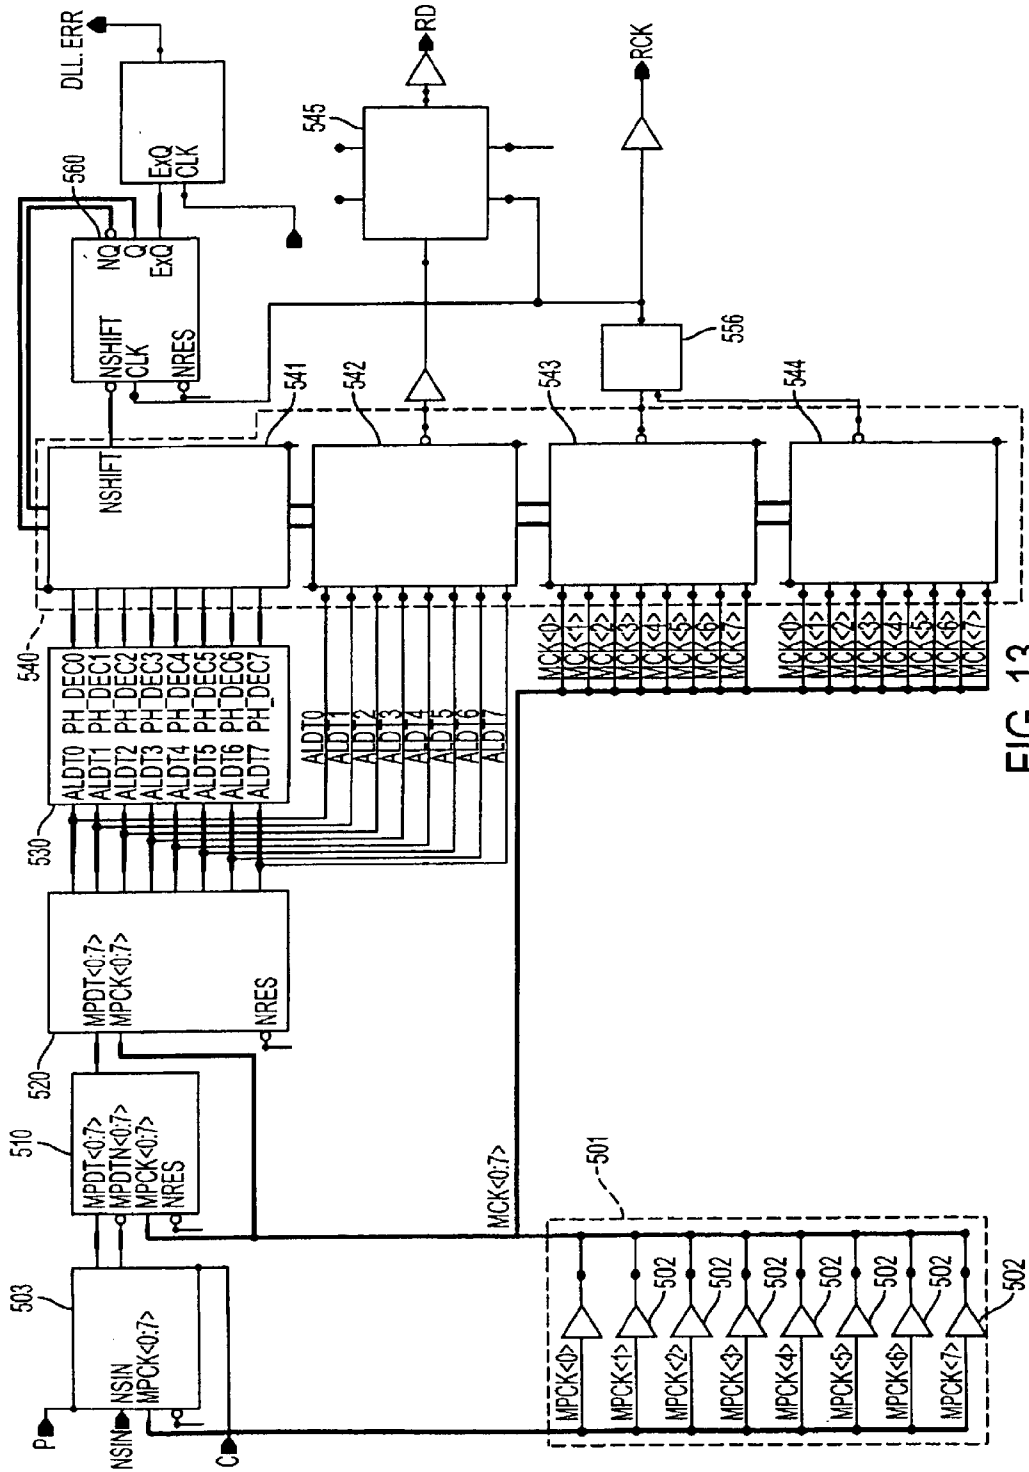 P
NSIN
C
503
NSIN
MPCK<0:7>
510
MPDT<0:7>
MPDTN<0:7>
MPCK<0:7>
NRES
520
MPDT<0:7>
MPCK<0:7>
NRES
530
ALDT0 PH_DEC0
ALDT1 PH_DEC1
ALDT2 PH_DEC2
ALDT3 PH_DEC3
ALDT4 PH_DEC4
ALDT5 PH_DEC5
ALDT6 PH_DEC6
ALDT7 PH_DEC7
540
NSHIFT
541
NSHIFT
CLK
NRES
NQ
Q
ExQ
560
ExQ
CLK
DLL. ERR
ALDT0
ALDT1
ALDT2
ALDT3
ALDT4
ALDT5
ALDT6
ALDT7
542
545
RD
MCK<0:7>
MCK<0>
MCK<1>
MCK<2>
MCK<3>
MCK<4>
MCK<5>
MCK<6>
MCK<7>
543
556
RCK
MCK<0>
MCK<1>
MCK<2>
MCK<3>
MCK<4>
MCK<5>
MCK<6>
MCK<7>
544
501
MPCK<0>
502
MPCK<1>
502
MPCK<2>
502
MPCK<3>
502
MPCK<4>
502
MPCK<5>
502
MPCK<6>
502
MPCK<7>
502
FIG. 13